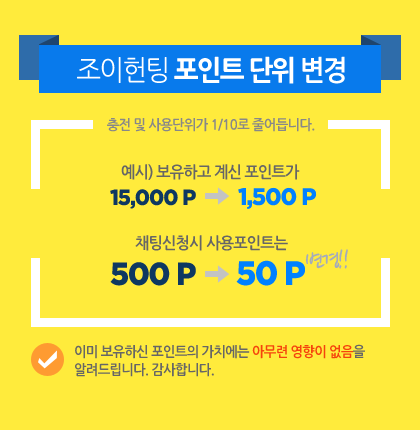 조이헌팅 포인트 단위 변경
충전 및 사용단위가 1/10로 줄어듭니다.
예시) 보유하고 계신 포인트가
15,000 P 1,500 P
채팅신청시 사용포인트는
500 P 50 P 변경!!
이미 보유하신 포인트의 가치에는 아무련 영향이 없음을
알려드립니다. 감사합니다.